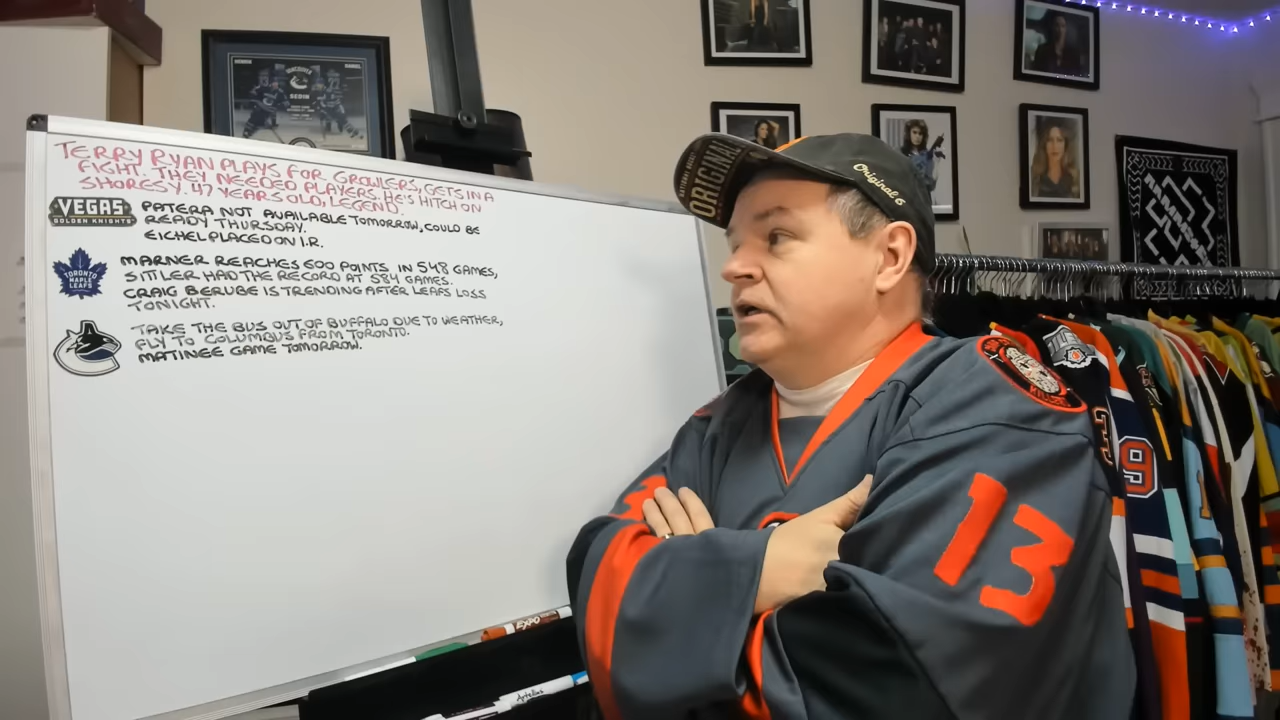 TERRY RYAN PLAYS FOR GROWLERS, GETS IN A
FIGHT. THEY NEEDED PLAYERS. HE'S HITCH ON
SHORESY. 47 YEARS OLD, LEGEND.
VEGAS
GOLDEN KNIGHTS
PATERA NOT AVAILABLE TOMORROW, COULD BE
READY THURSDAY.
EICHEL PLACED ON I.R.
TORONTO
MAPLE
LEAFS
MARNER REACHES 600 POINTS IN 548 GAMES,
SITTLER HAD THE RECORD AT 584 GAMES.
CRAIG BERUBE IS TRENDING AFTER LEAFS LOSS
TONIGHT.
TAKE THE BUS OUT OF BUFFALO DUE TO WEATHER,
FLY TO COLUMBUS FROM TORONTO.
MATINEE GAME TOMORROW.
VANCOUVER
SEDIN
ORIGINAL
Original 6
13
9
EXPO
Artline